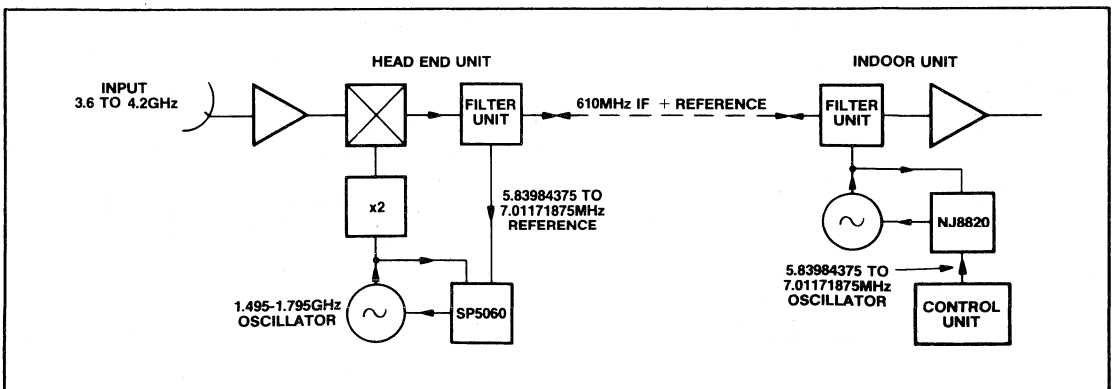 HEAD END UNIT
INDOOR UNIT
INPUT
3.6 TO 4.2GHz
FILTER
UNIT
610MHz IF + REFERENCE
FILTER
UNIT
x2
5.83984375 TO
7.01171875MHz
REFERENCE
NJ8820
1.495-1.795GHz
OSCILLATOR
SP5060
5.83984375 TO
7.01171875MHz
OSCILLATOR
CONTROL
UNIT